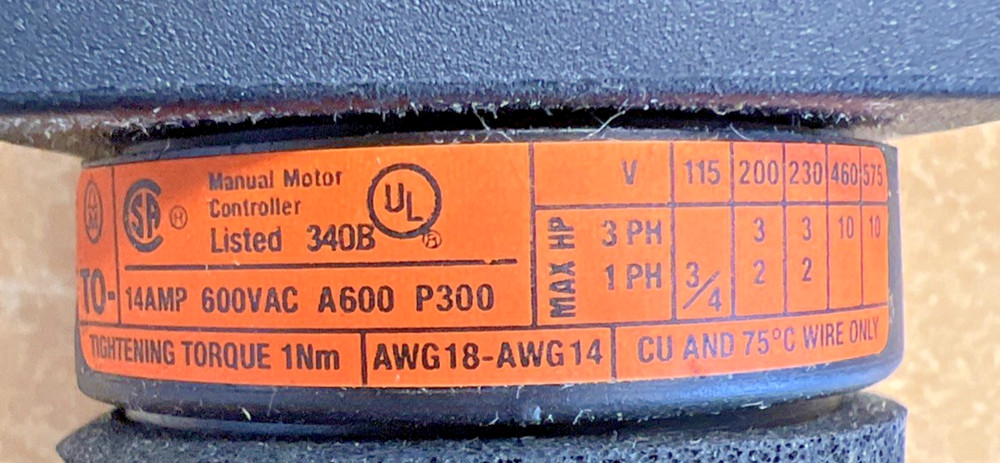 SA ®
Manual Motor
Controller
Listed 340B
UL ®
TO-
14AMP 600VAC A600 P300
V 115 200 230 460 575
MAX HP
3 PH 3 3 10 10
1 PH 3/4 2 2
TIGHTENING TORQUE 1Nm
AWG18-AWG14
CU AND 75°C WIRE ONLY